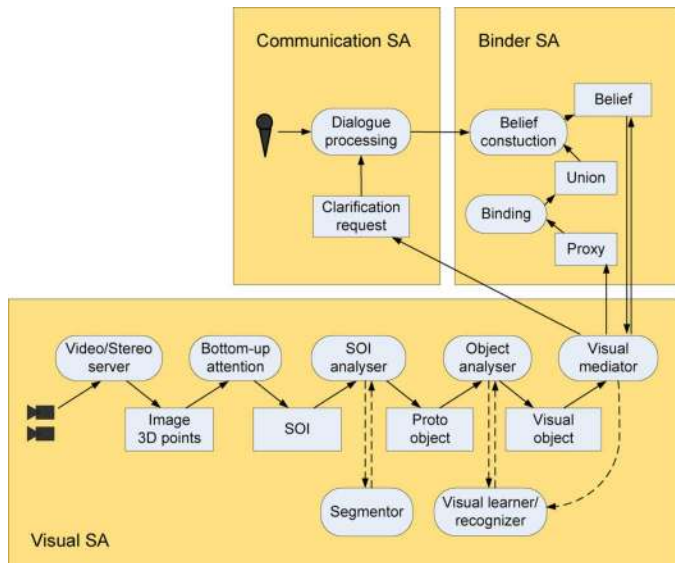 Communication SA
Binder SA
Dialogue
processing
Belief
constuction
Belief
Union
Clarification
request
Binding
Proxy
Video/Stereo
server
Bottom-up
attention
SOI
analyser
Object
analyser
Visual
mediator
Image
3D points
SOI
Proto
object
Visual
object
Segmentor
Visual learner/
recognizer
Visual SA